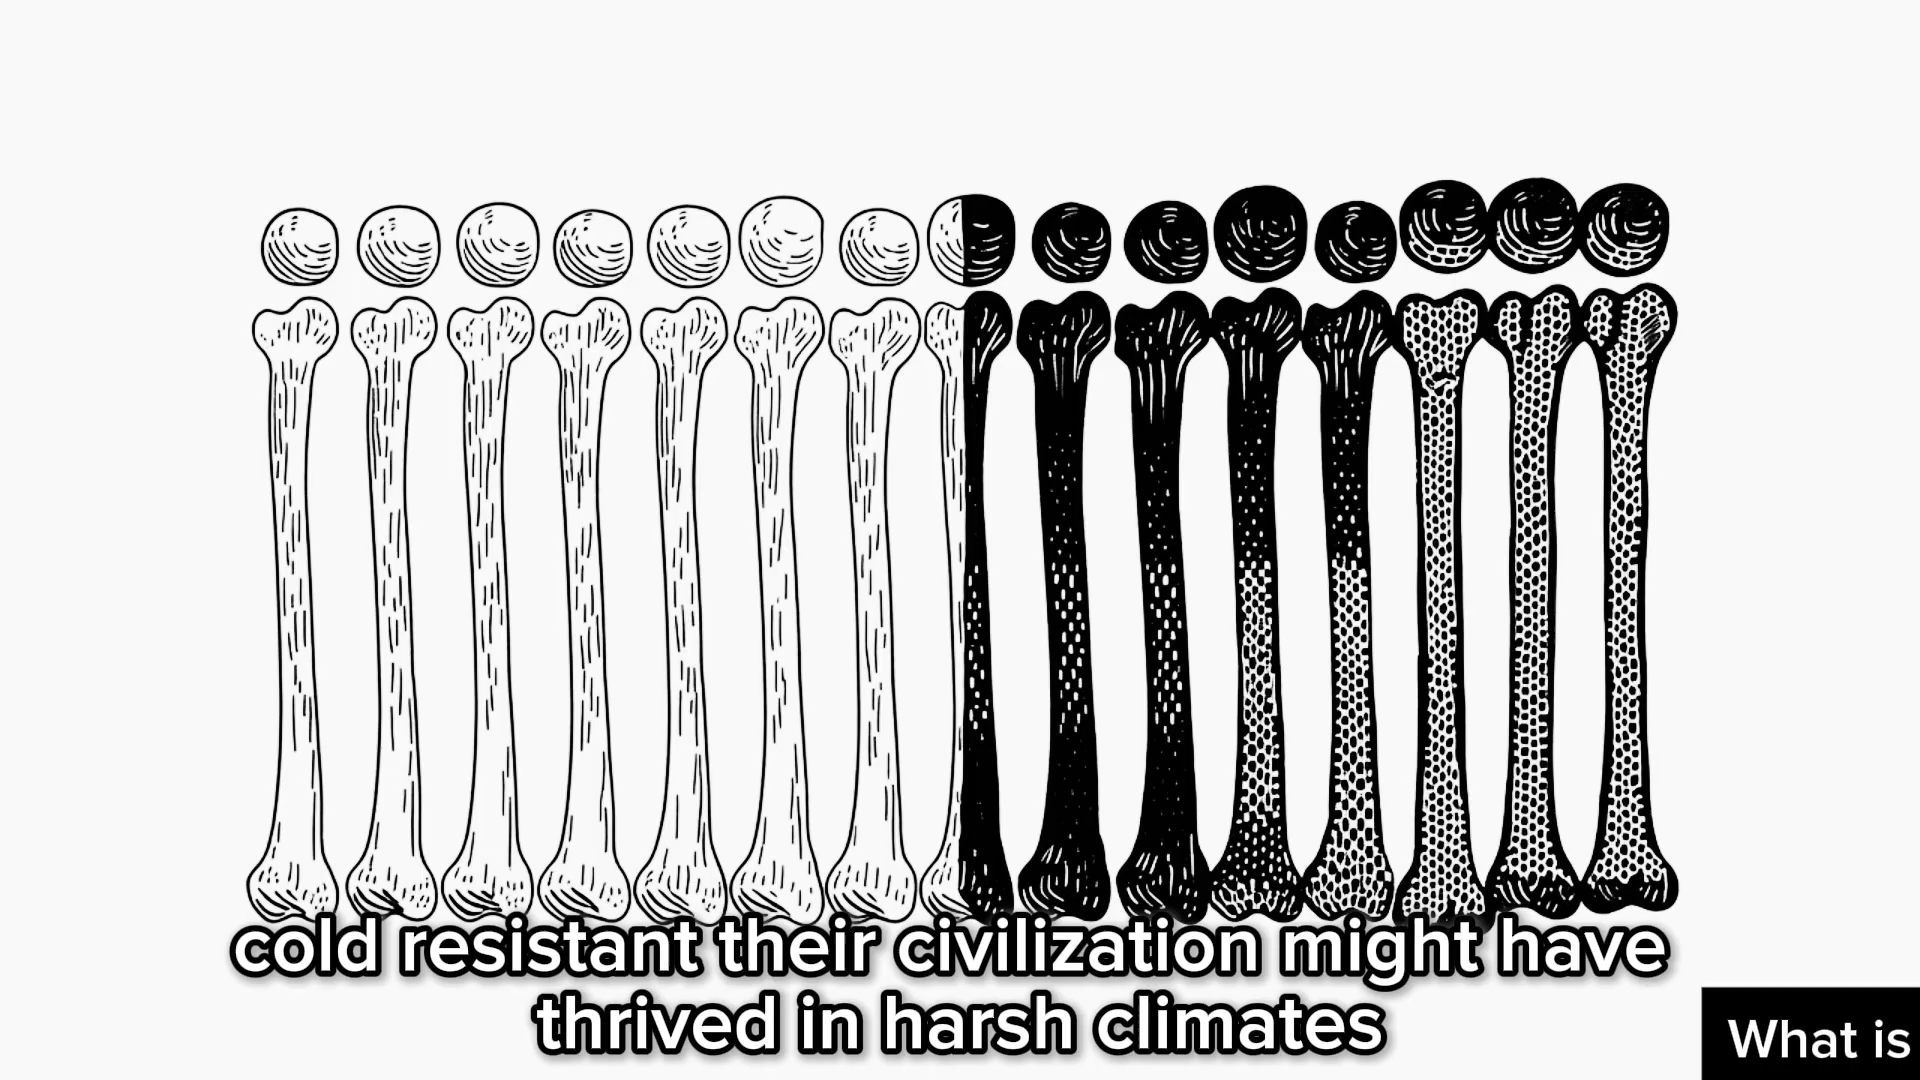 cold resistant their civilization might have
thrived in harsh climates
What is